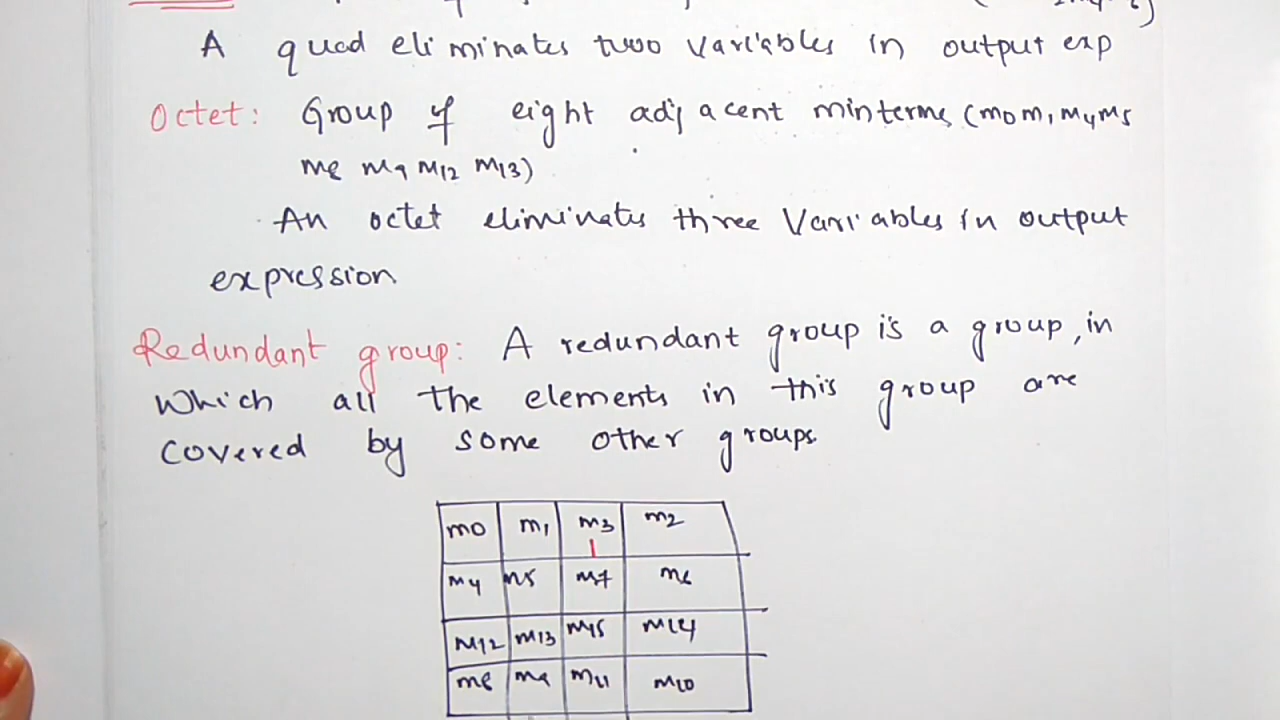 A quad eliminates two variables in output exp
Octet: Group of eight adjacent minterms (m0 m1 m4 m5
m8 m9 m12 m13)
An octet eliminates three variables in output
expression
Redundant group: A redundant group is a group, in
which all the elements in this group are
covered by some other groups.
m0 m1 m3 m2
1
m4 m5 m7 m6
m12 m13 m15 m14
m8 m9 m11 m10